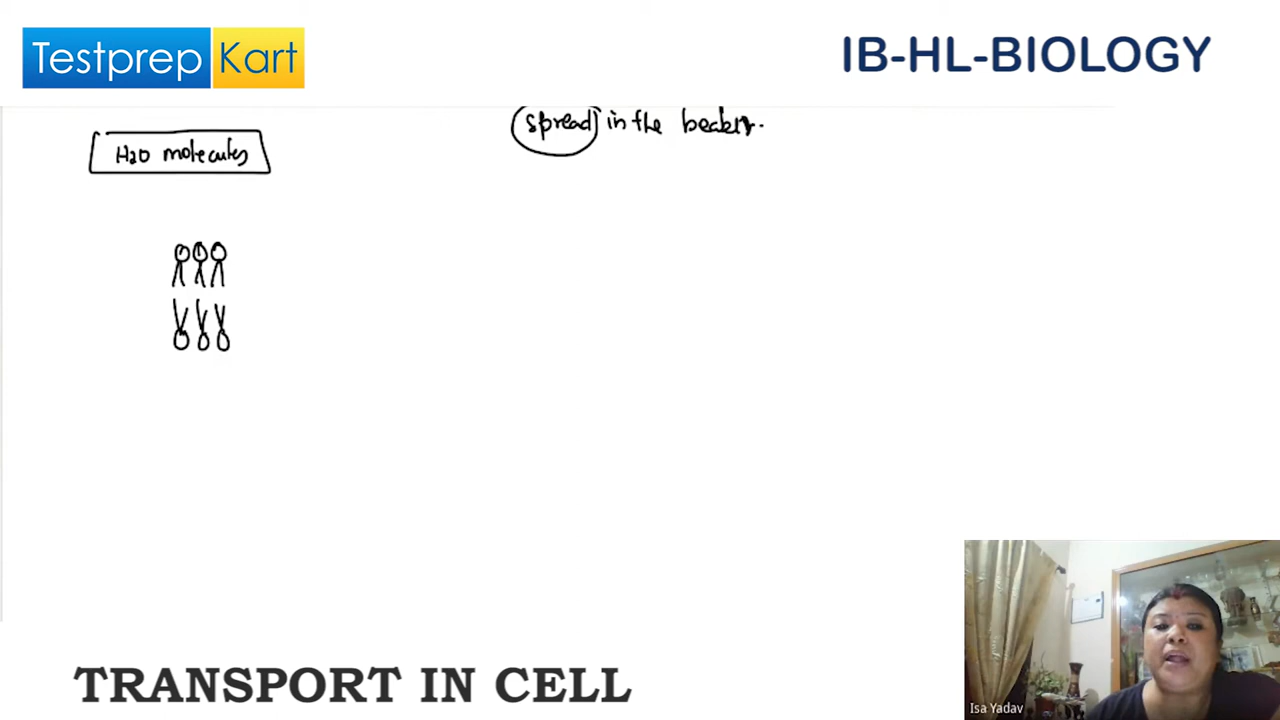 Testprep Kart
IB-HL-BIOLOGY
spread in the beaker.
H2O molecules
Isa Yadav
TRANSPORT IN CELL